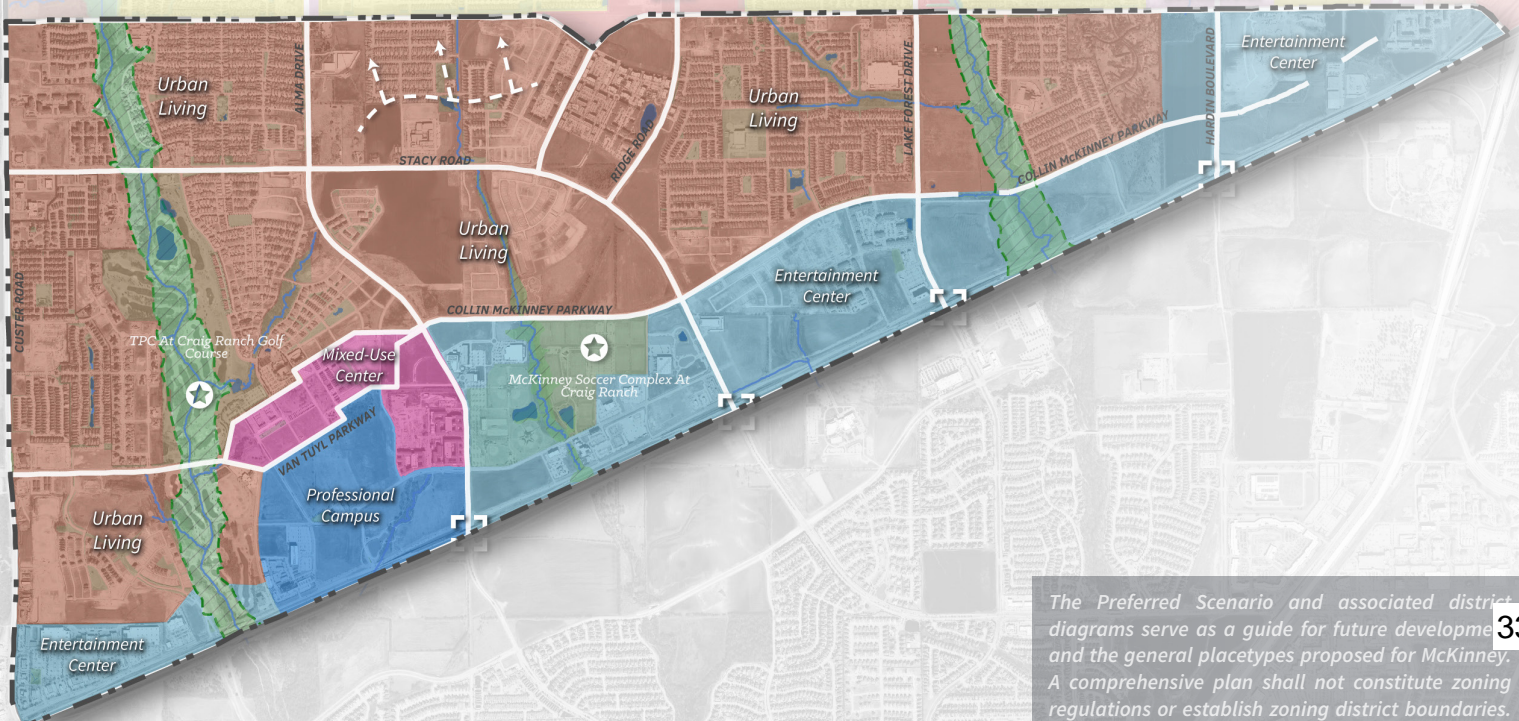 Entertainment
Center
Urban
Living
ALMA DRIVE
Urban
Living
LAKE FOREST DRIVE
HARDIN BOULEVARD
STACY ROAD
RIDGE ROAD
COLLIN McKINNEY PARKWAY
Urban
Living
Entertainment
Center
CUSTER ROAD
COLLIN McKINNEY PARKWAY
TPC At Craig Ranch Golf
Course
Mixed-Use
Center
McKinney Soccer Complex At
Craig Ranch
VAN TUYL PARKWAY
Professional
Campus
Urban
Living
Entertainment
Center
The Preferred Scenario and associated district
diagrams serve as a guide for future developme
33
and the general placetypes proposed for McKinney.
A comprehensive plan shall not constitute zoning
regulations or establish zoning district boundaries.